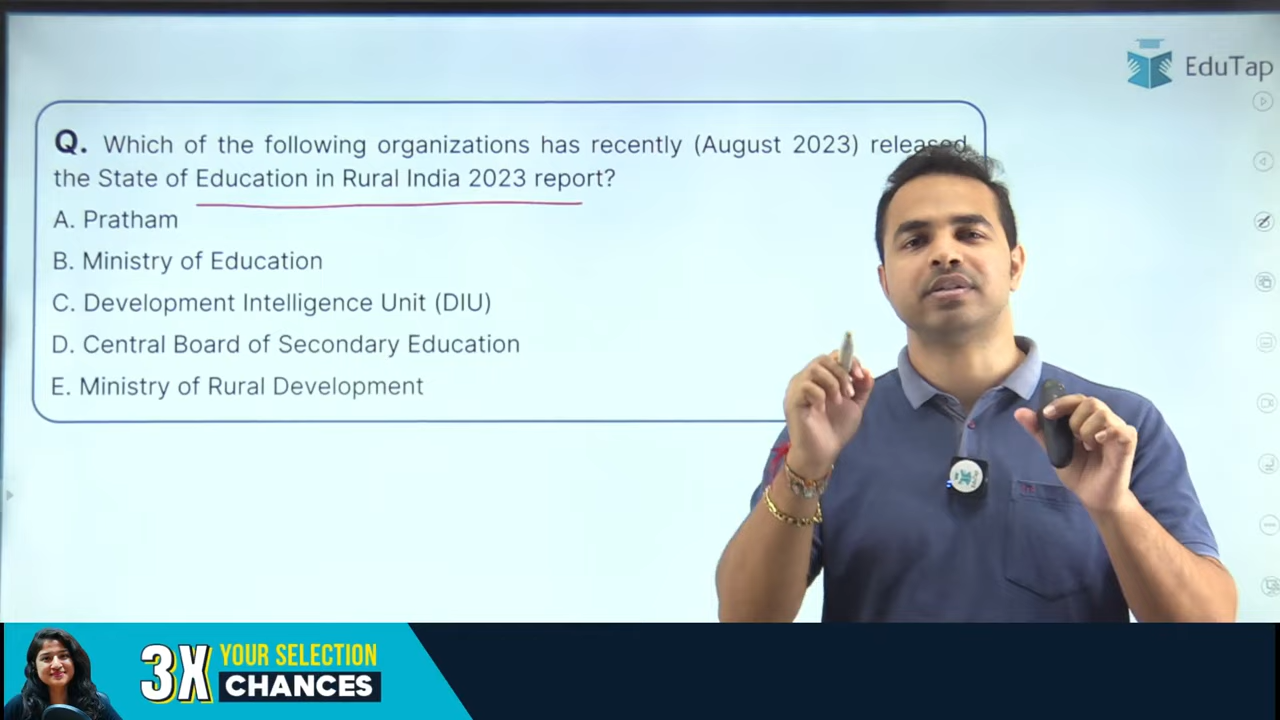 EduTap
Q. Which of the following organizations has recently (August 2023) released
the State of Education in Rural India 2023 report?
A. Pratham
B. Ministry of Education
C. Development Intelligence Unit (DIU)
D. Central Board of Secondary Education
E. Ministry of Rural Development
3X YOUR SELECTION
CHANCES